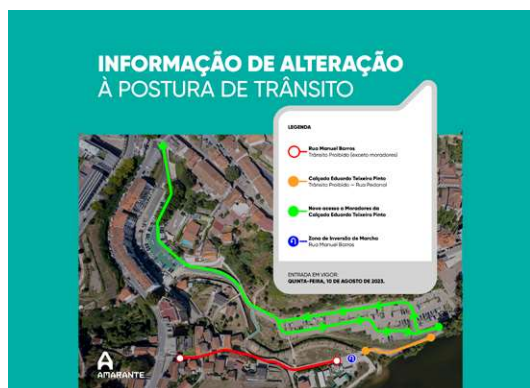 INFORMAÇÃO DE ALTERAÇÃO
À POSTURA DE TRÂNSITO
LEGENDA
Rua Manuel Barros
Trânsito Proibido (exceto moradores)
Calçada Eduardo Teixeira Pinto
Trânsito Proibido – Rua Pedonal
Novo acesso a Moradores da
Calçada Eduardo Teixeira Pinto
Zona de Inversão de Marcha
Rua Manuel Barros
ENTRADA EM VIGOR:
QUINTA-FEIRA, 10 DE AGOSTO DE 2023.
AMARANTE